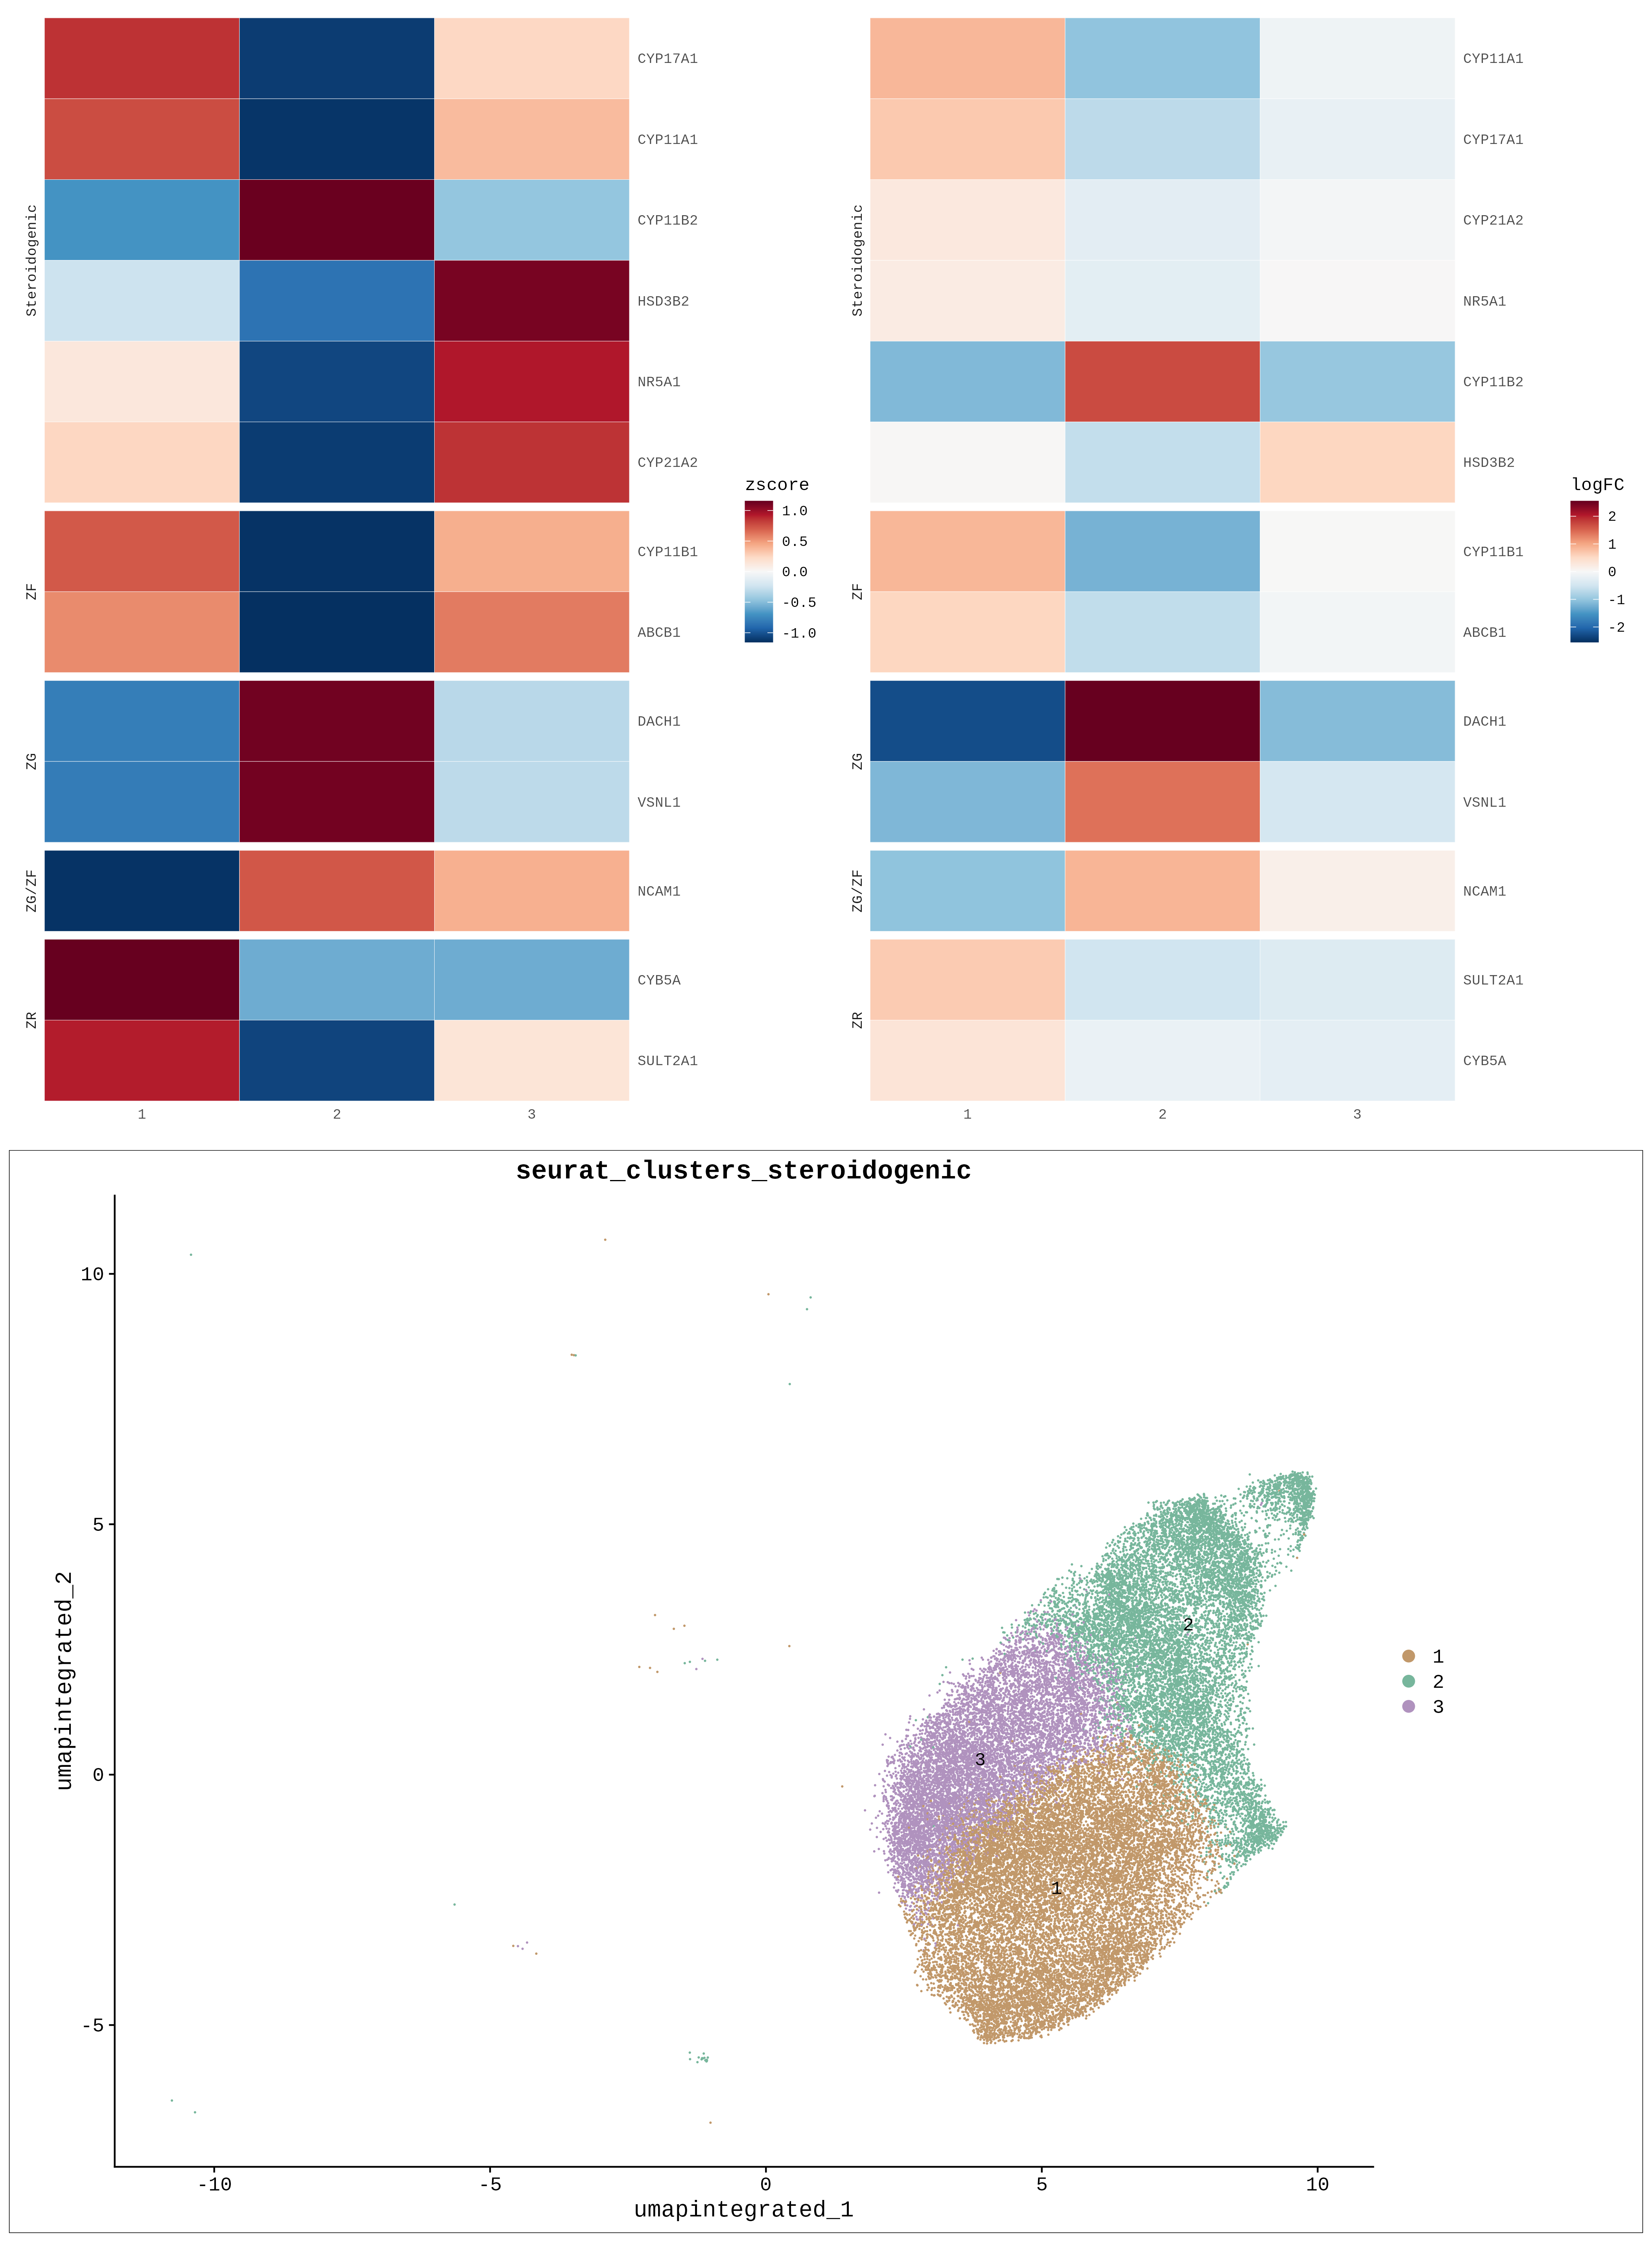 CYP17A1
CYP11A1
CYP11B2
HSD3B2
NR5A1
CYP21A2
Steroidogenic
CYP11B1
ABCB1
ZF
DACH1
VSNL1
ZG
NCAM1
ZG/ZF
CYB5A
SULT2A1
ZR
1 2 3
zscore
1.0
0.5
0.0
-0.5
-1.0
CYP11A1
CYP17A1
CYP21A2
NR5A1
CYP11B2
HSD3B2
Steroidogenic
CYP11B1
ABCB1
ZF
DACH1
VSNL1
ZG
NCAM1
ZG/ZF
SULT2A1
CYB5A
ZR
1 2 3
logFC
2
1
0
-1
-2
seurat_clusters_steroidogenic
10
5
0
-5
umapintegrated_2
2
3
1
1
2
3
-10 -5 0 5 10
umapintegrated_1